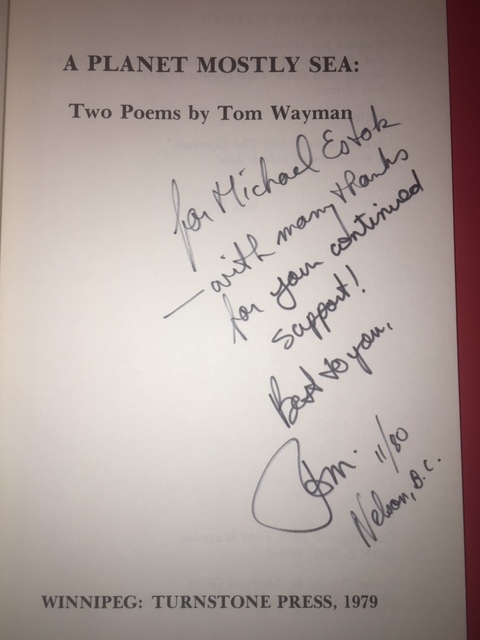 A PLANET MOSTLY SEA:
Two Poems by Tom Wayman
for Michael Estok
— with many thanks
for your continued
support!
Best to you,
Tom. 11/80
Nelson, B.C.
WINNIPEG: TURNSTONE PRESS, 1979